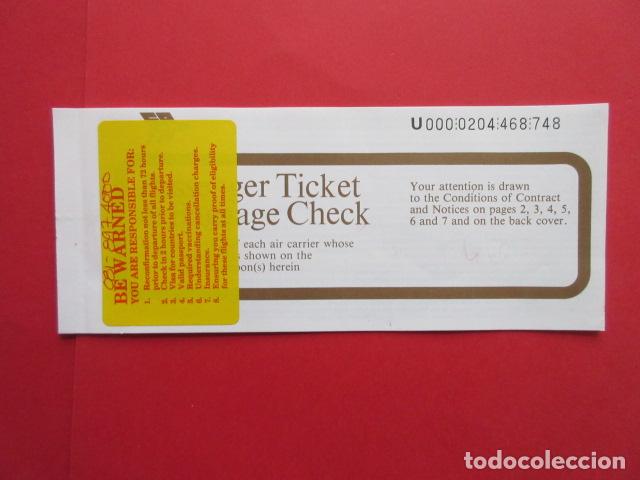 U000:0204:468:748
ger Ticket
age Check
each air carrier whose
s shown on the
pon(s) herein
Your attention is drawn
to the Conditions of Contract
and Notices on pages 2, 3, 4, 5,
6 and 7 and on the back cover.
081-897 4000
BE WARNED
YOU ARE RESPONSIBLE FOR:
1. Reconfirmation not less than 72 hours
prior to departure of all flights.
2. Check in 2 hours prior to departure.
3. Visa for countries to be visited.
4. Valid passport.
5. Required vaccinations.
6. Understanding cancellation charges.
7. Insurance.
8. Ensuring you carry proof of eligibility
for these flights at all times.
todocoleccion